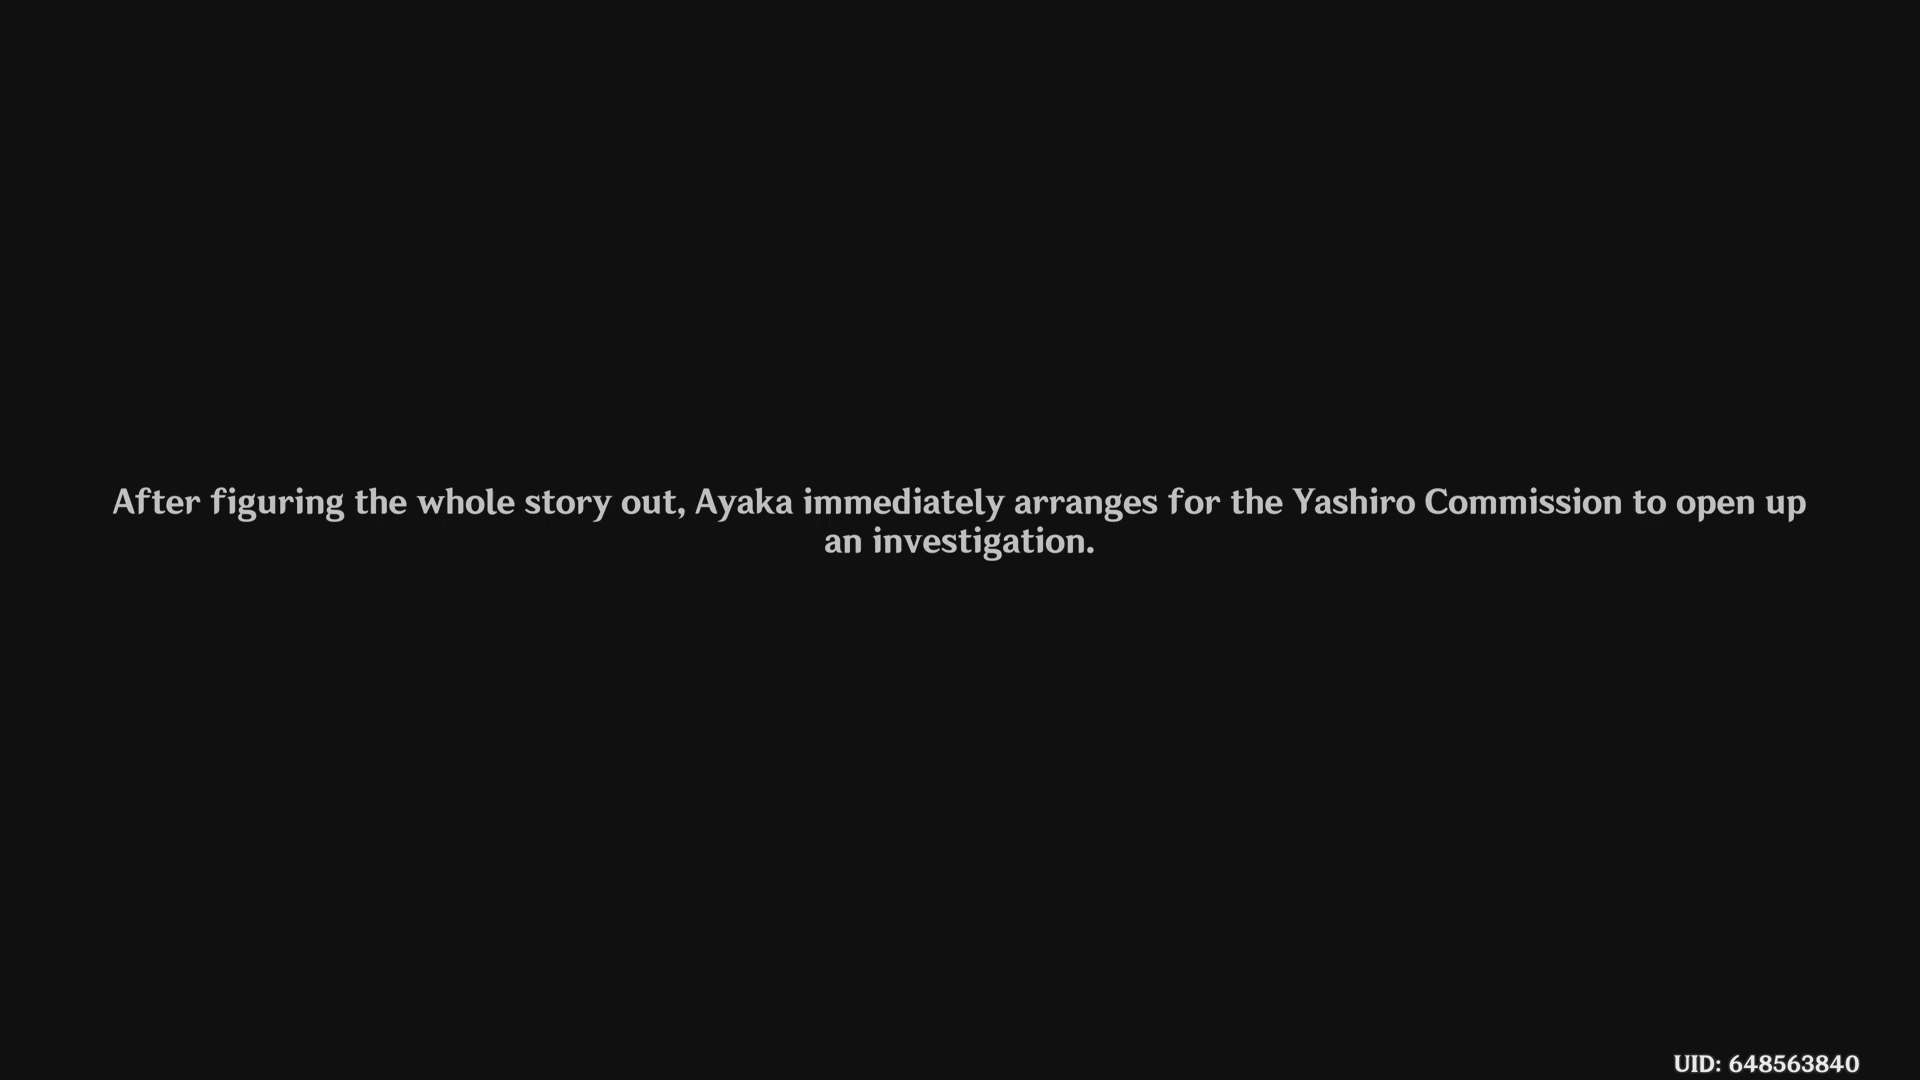 After figuring the whole story out, Ayaka immediately arranges for the Yashiro Commission to open up
an investigation.
UID: 648563840